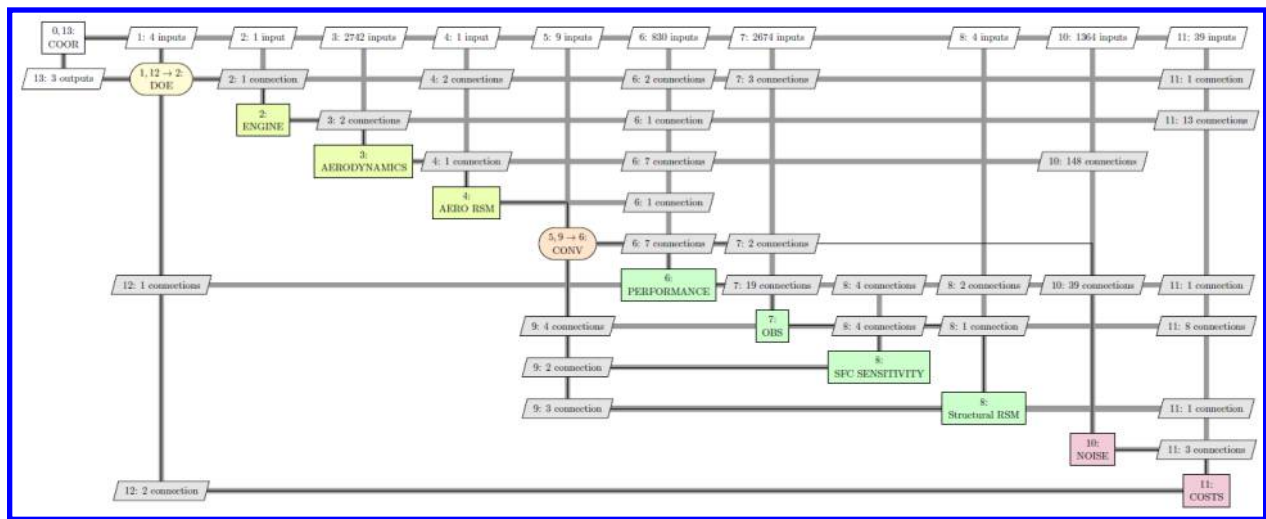 0, 13:
COOR
1: 4 inputs
2: 1 input
3: 2742 inputs
4: 1 input
5: 9 inputs
6: 830 inputs
7: 2674 inputs
8: 4 inputs
10: 1364 inputs
11: 39 inputs
13: 3 outputs
1, 12 → 2:
DOE
2: 1 connection
4: 2 connections
6: 2 connections
7: 3 connections
11: 1 connection
2:
ENGINE
3: 2 connections
6: 1 connection
11: 13 connections
3:
AERODYNAMICS
4: 1 connection
6: 7 connections
10: 148 connections
4:
AERO RSM
6: 1 connection
5, 9 → 6:
CONV
6: 7 connections
7: 2 connections
12: 1 connections
6:
PERFORMANCE
7: 19 connections
8: 4 connections
8: 2 connections
10: 39 connections
11: 1 connection
9: 4 connections
7:
OBS
8: 4 connections
8: 1 connection
11: 8 connections
9: 2 connection
8:
SFC SENSITIVITY
9: 3 connection
8:
Structural RSM
11: 1 connection
10:
NOISE
11: 3 connections
12: 2 connection
11:
COSTS